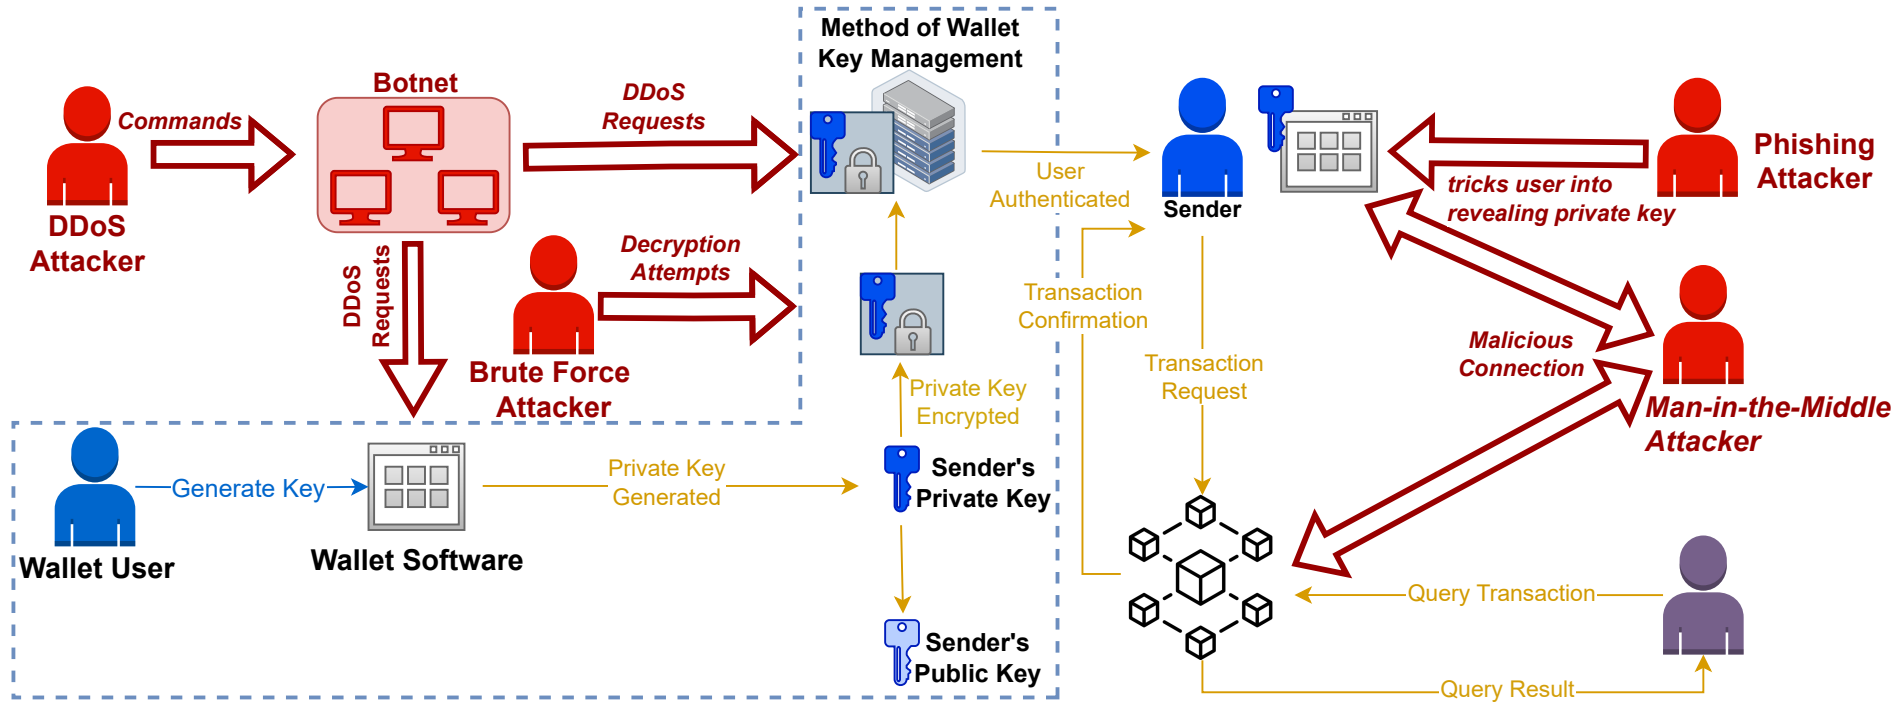 Method of Wallet
Key Management
Botnet
Commands
DDoS
Requests
DDoS
Attacker
DDoS
Requests
Decryption
Attempts
Brute Force
Attacker
User
Authenticated
Sender
Phishing
Attacker
tricks user into
revealing private key
Transaction
Confirmation
Transaction
Request
Malicious
Connection
Man-in-the-Middle
Attacker
Private Key
Encrypted
Generate Key
Private Key
Generated
Sender's
Private Key
Wallet User
Wallet Software
Sender's
Public Key
Query Transaction
Query Result